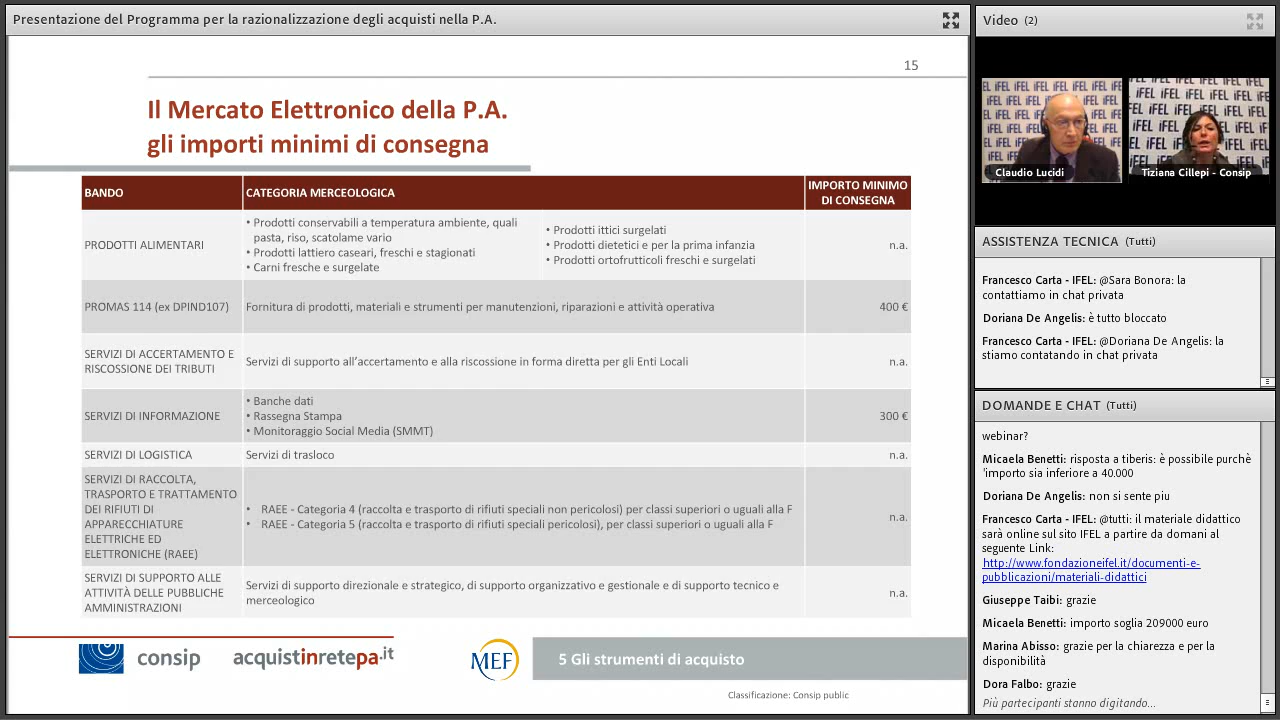 Presentazione del Programma per la razionalizzazione degli acquisti nella P.A.
15
Il Mercato Elettronico della P.A.
gli importi minimi di consegna
BANDO
CATEGORIA MERCEOLOGICA
IMPORTO MINIMO
DI CONSEGNA
PRODOTTI ALIMENTARI
• Prodotti conservabili a temperatura ambiente, quali
pasta, riso, scatolame vario
• Prodotti lattiero caseari, freschi e stagionati
• Carni fresche e surgelate
• Prodotti ittici surgelati
• Prodotti dietetici e per la prima infanzia
• Prodotti ortofrutticoli freschi e surgelati
n.a.
PROMAS 114 (ex DPIND107)
Fornitura di prodotti, materiali e strumenti per manutenzioni, riparazioni e attività operativa
400 €
SERVIZI DI ACCERTAMENTO E
RISCOSSIONE DEI TRIBUTI
Servizi di supporto all'accertamento e alla riscossione in forma diretta per gli Enti Locali
n.a.
SERVIZI DI INFORMAZIONE
• Banche dati
• Rassegna Stampa
• Monitoraggio Social Media (SMMT)
300 €
SERVIZI DI LOGISTICA
Servizi di trasloco
n.a.
SERVIZI DI RACCOLTA,
TRASPORTO E TRATTAMENTO
DEI RIFIUTI DI
APPARECCHIATURE
ELETTRICHE ED
ELETTRONICHE (RAEE)
• RAEE - Categoria 4 (raccolta e trasporto di rifiuti speciali non pericolosi) per classi superiori o uguali alla F
• RAEE - Categoria 5 (raccolta e trasporto di rifiuti speciali pericolosi), per classi superiori o uguali alla F
n.a.
SERVIZI DI SUPPORTO ALLE
ATTIVITÀ DELLE PUBBLICHE
AMMINISTRAZIONI
Servizi di supporto direzionale e strategico, di supporto organizzativo e gestionale e di supporto tecnico e
merceologico
n.a.
consip
acquistinretepa.it
MEF
5 Gli strumenti di acquisto
Classificazione: Consip public
Video (2)
iFEL
Claudio Lucidi
Tiziana Cillepi - Consip
ASSISTENZA TECNICA (Tutti)
Francesco Carta - IFEL: @Sara Bonora: la
contattiamo in chat privata
Doriana De Angelis: è tutto bloccato
Francesco Carta - IFEL: @Doriana De Angelis: la
stiamo contatando in chat privata
DOMANDE E CHAT (Tutti)
webinar?
Micaela Benetti: risposta a tiberis: è possibile purchè
'importo sia inferiore a 40.000
Doriana De Angelis: non si sente piu
Francesco Carta - IFEL: @tutti: il materiale didattico
sarà online sul sito IFEL a partire da domani al
seguente Link:
http://www.fondazioneifel.it/documenti-e-
pubblicazioni/materiali-didattici
Giuseppe Taibi: grazie
Micaela Benetti: importo soglia 209000 euro
Marina Abisso: grazie per la chiarezza e per la
disponibilità
Dora Falbo: grazie
Più partecipanti stanno digitando...